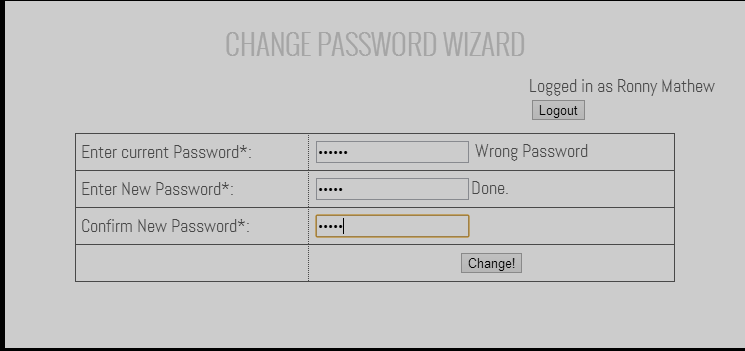 CHANGE PASSWORD WIZARD
Logged in as Ronny Mathew
Logout
Enter current Password*: •••••• Wrong Password
Enter New Password*: ••••• Done.
Confirm New Password*: •••••
Change!